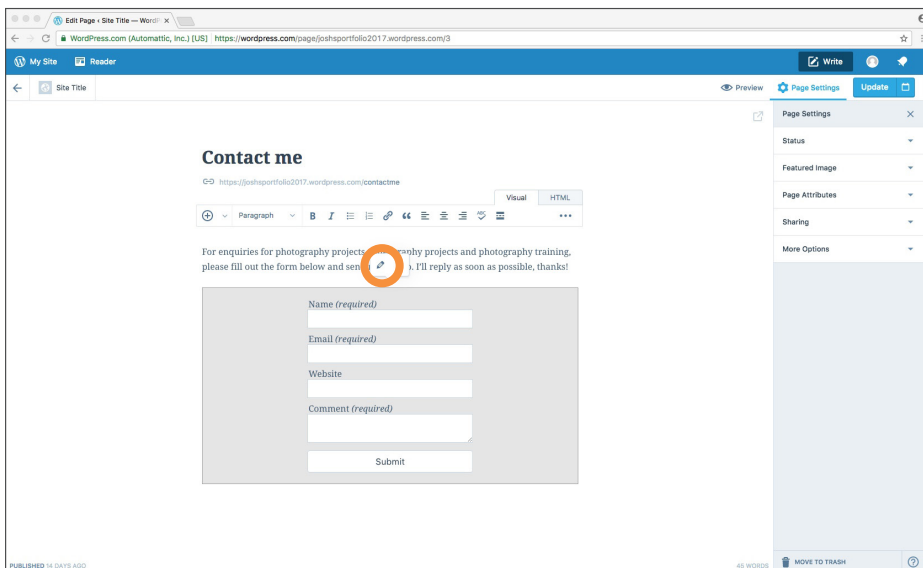 Edit Page ‹ Site Title — Word
WordPress.com (Automattic, Inc.) [US] https://wordpress.com/page/joshsportfolio2017.wordpress.com/3
My Site Reader Write
Site Title Preview Page Settings Update
Page Settings
Status
Featured Image
Page Attributes
Sharing
More Options
Contact me
https://joshsportfolio2017.wordpress.com/contactme
Visual HTML
Paragraph B I ABC
For enquiries for photography projects, graphy projects and photography training,
please fill out the form below and sen o. I'll reply as soon as possible, thanks!
Name (required)
Email (required)
Website
Comment (required)
Submit
PUBLISHED 14 DAYS AGO
45 WORDS
MOVE TO TRASH